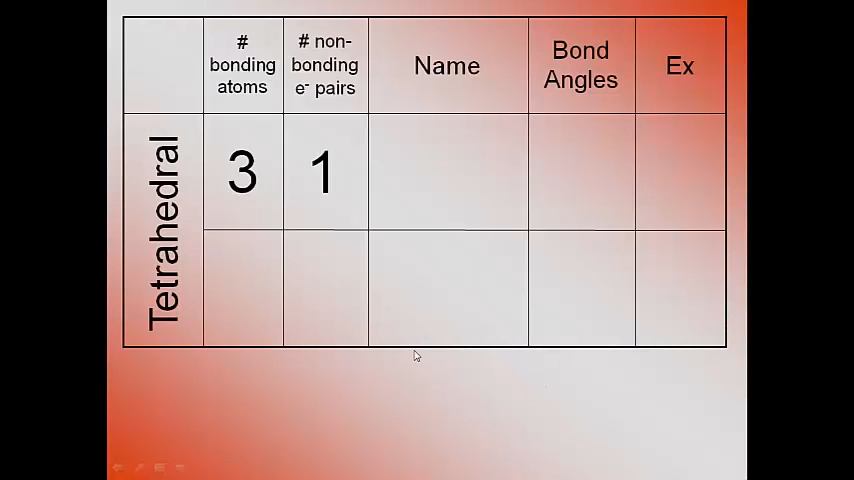 #
bonding
atoms
# non-
bonding
e⁻ pairs
Name
Bond
Angles
Ex
Tetrahedral
3
1